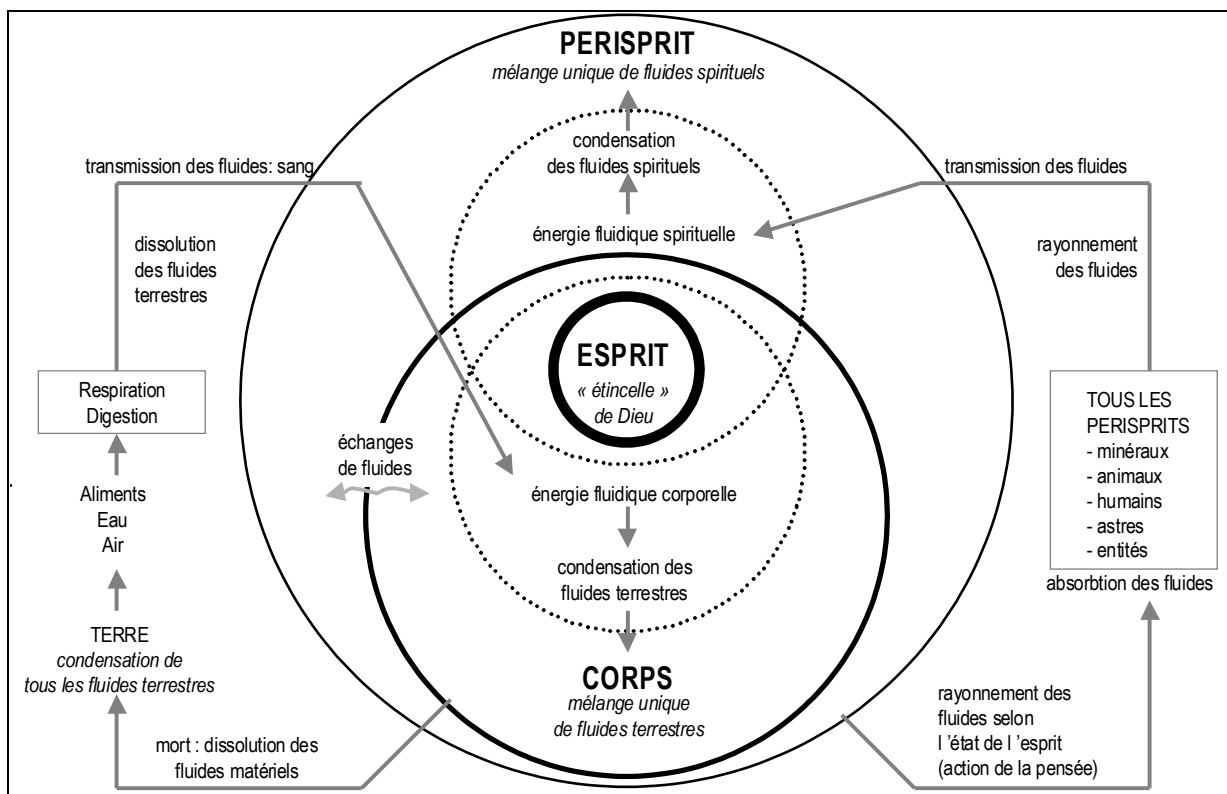 PERISPRIT
mélange unique de fluides spirituels
condensation
des fluides spirituels
énergie fluidique spirituelle
transmission des fluides: sang
dissolution
des fluides
terrestres
Respiration
Digestion
Aliments
Eau
Air
TERRE
condensation de
tous les fluides terrestres
mort : dissolution des
fluides matériels
échanges
de fluides
ESPRIT
« étincelle »
de Dieu
énergie fluidique corporelle
condensation des
fluides terrestres
CORPS
mélange unique
de fluides terrestres
transmission des fluides
rayonnement
des fluides
TOUS LES
PERISPRITS
- minéraux
- animaux
- humains
- astres
- entités
absorbtion des fluides
rayonnement des
fluides selon
l 'état de l 'esprit
(action de la pensée)